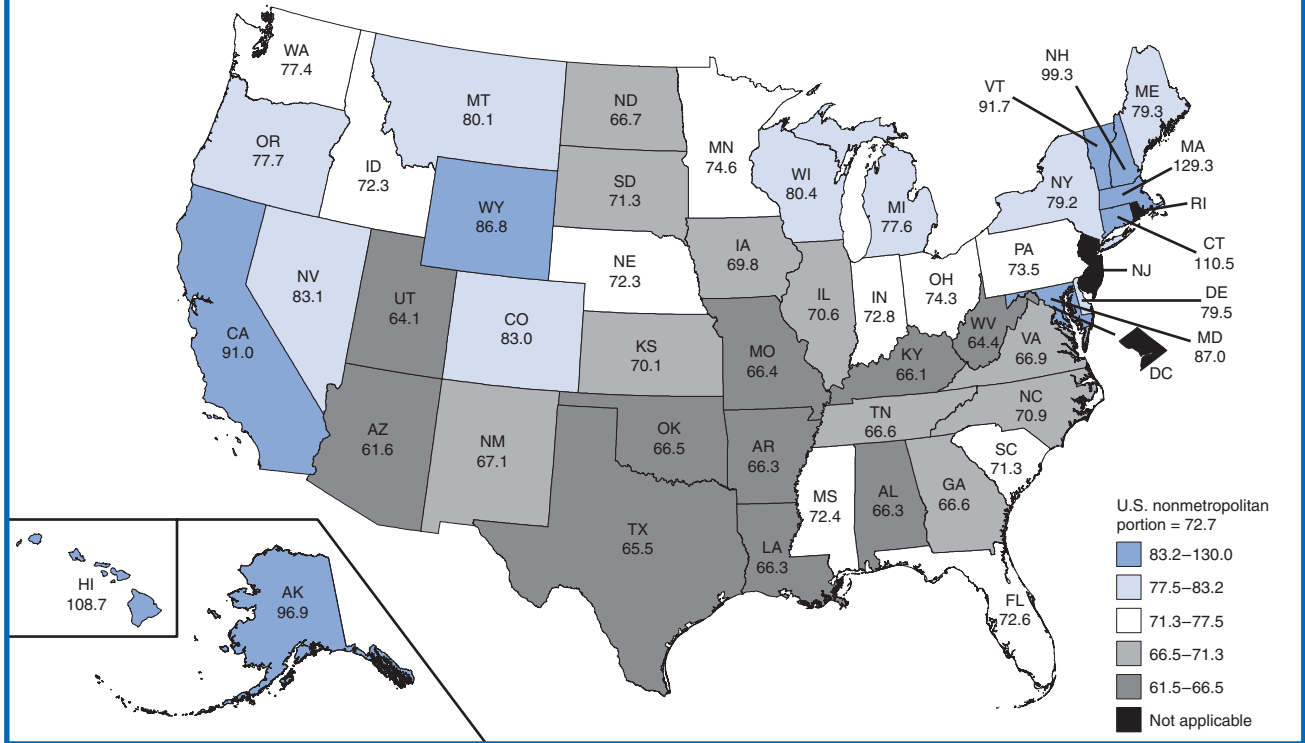 WA
77.4
MT
80.1
ND
66.7
MN
74.6
NH
99.3
VT
91.7
ME
79.3
MA
129.3
OR
77.7
ID
72.3
SD
71.3
WI
80.4
MI
77.6
NY
79.2
RI
WY
86.8
IA
69.8
CT
110.5
NE
72.3
PA
73.5
NJ
NV
83.1
UT
64.1
CO
83.0
IL
70.6
IN
72.8
OH
74.3
DE
79.5
CA
91.0
KS
70.1
MO
66.4
KY
66.1
WV
64.4
VA
66.9
MD
87.0
DC
AZ
61.6
NM
67.1
OK
66.5
AR
66.3
TN
66.6
NC
70.9
SC
71.3
MS
72.4
AL
66.3
GA
66.6
TX
65.5
LA
66.3
FL
72.6
HI
108.7
AK
96.9
U.S. nonmetropolitan
portion = 72.7
83.2–130.0
77.5–83.2
71.3–77.5
66.5–71.3
61.5–66.5
Not applicable